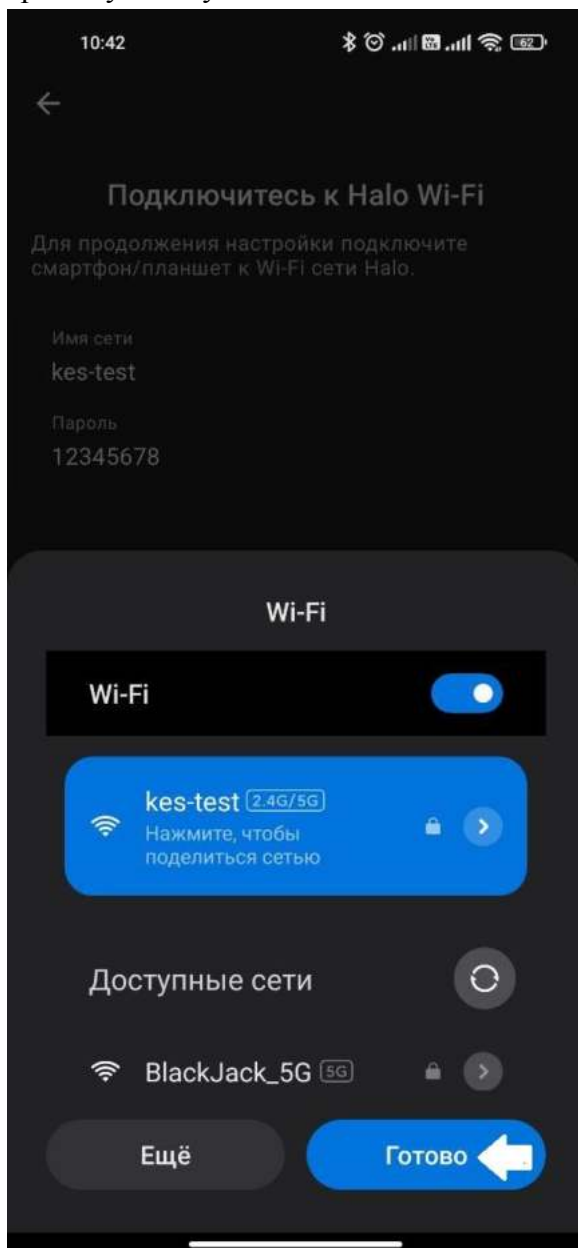 10:42
62
Подключитесь к Halo Wi-Fi
Для продолжения настройки подключите
смартфон/планшет к Wi-Fi сети Halo.
Имя сети
kes-test
Пароль
12345678
Wi-Fi
Wi-Fi
kes-test 2.4G/5G
Нажмите, чтобы
поделиться сетью
Доступные сети
BlackJack_5G 5G
Ещё
Готово